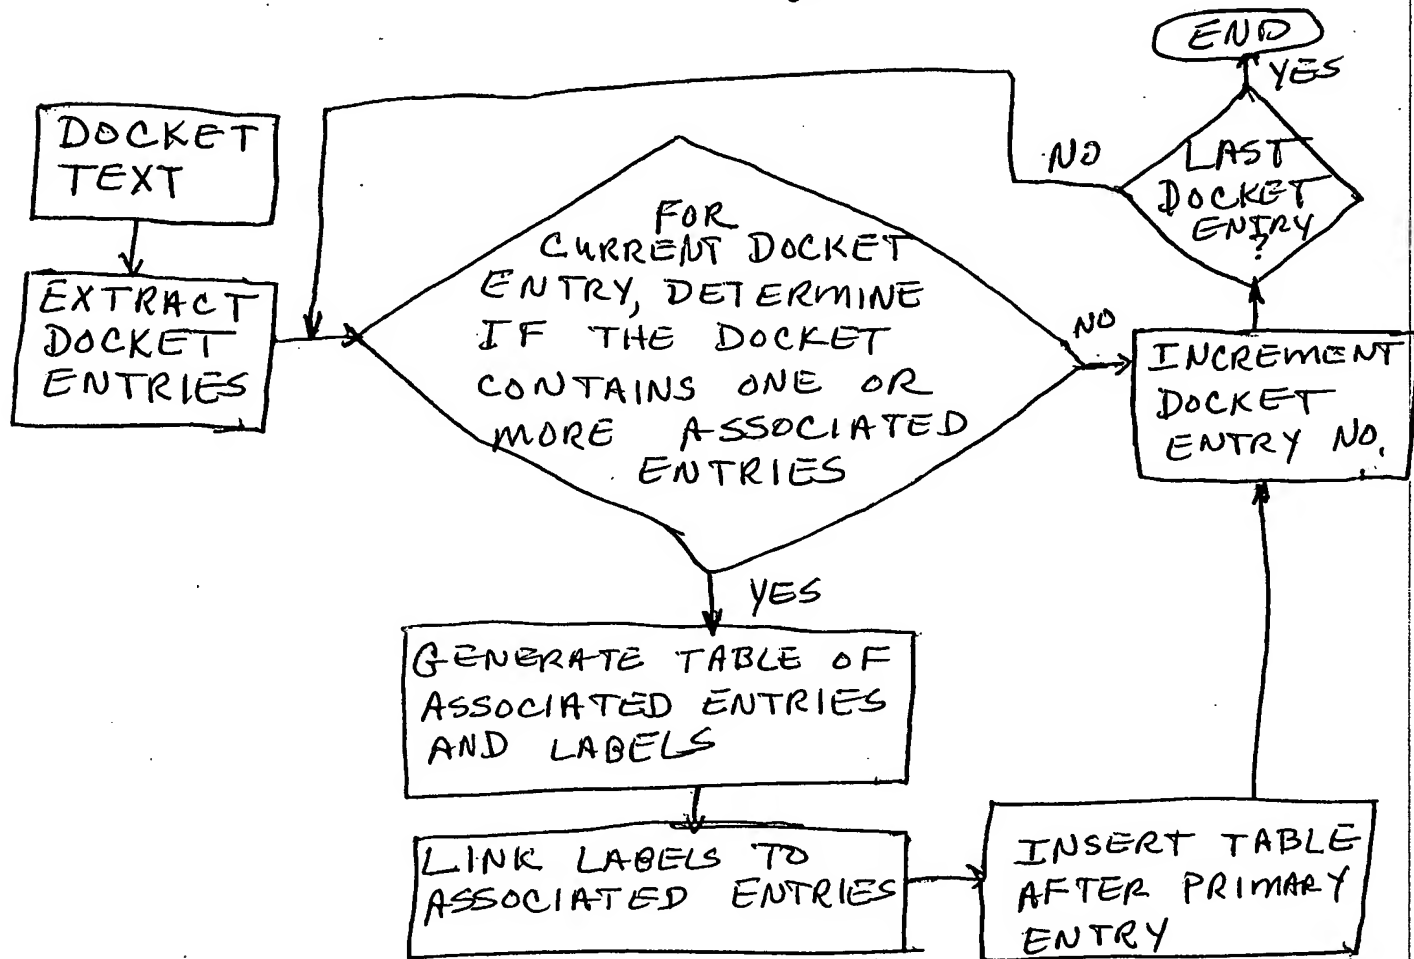 END
YES
DOCKET
TEXT
NO
LAST
DOCKET
ENTRY
?
FOR
CURRENT DOCKET
ENTRY, DETERMINE
IF THE DOCKET
CONTAINS ONE OR
MORE ASSOCIATED
ENTRIES
EXTRACT
DOCKET
ENTRIES
NO
INCREMENT
DOCKET
ENTRY NO.
YES
GENERATE TABLE OF
ASSOCIATED ENTRIES
AND LABELS
LINK LABELS TO
ASSOCIATED ENTRIES
INSERT TABLE
AFTER PRIMARY
ENTRY